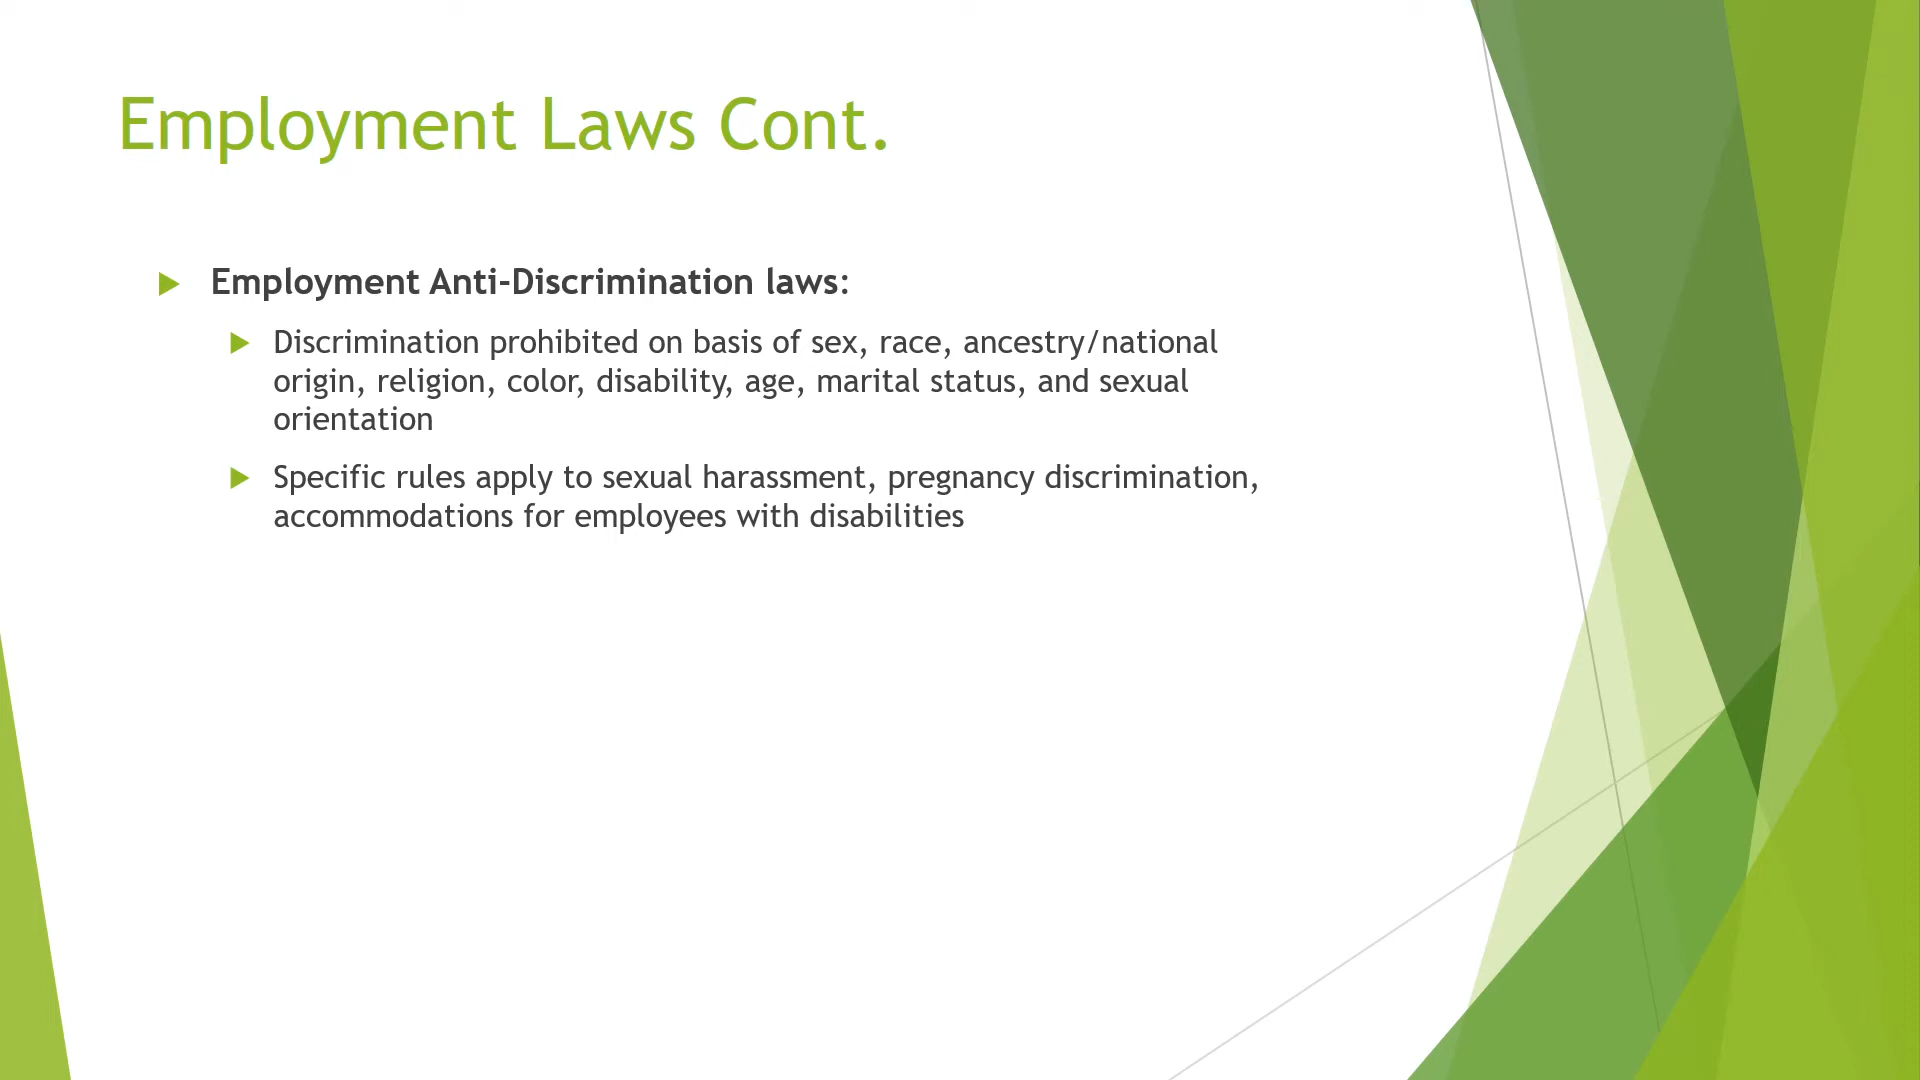 Employment Laws Cont.
Employment Anti-Discrimination laws:
Discrimination prohibited on basis of sex, race, ancestry/national
origin, religion, color, disability, age, marital status, and sexual
orientation
Specific rules apply to sexual harassment, pregnancy discrimination,
accommodations for employees with disabilities